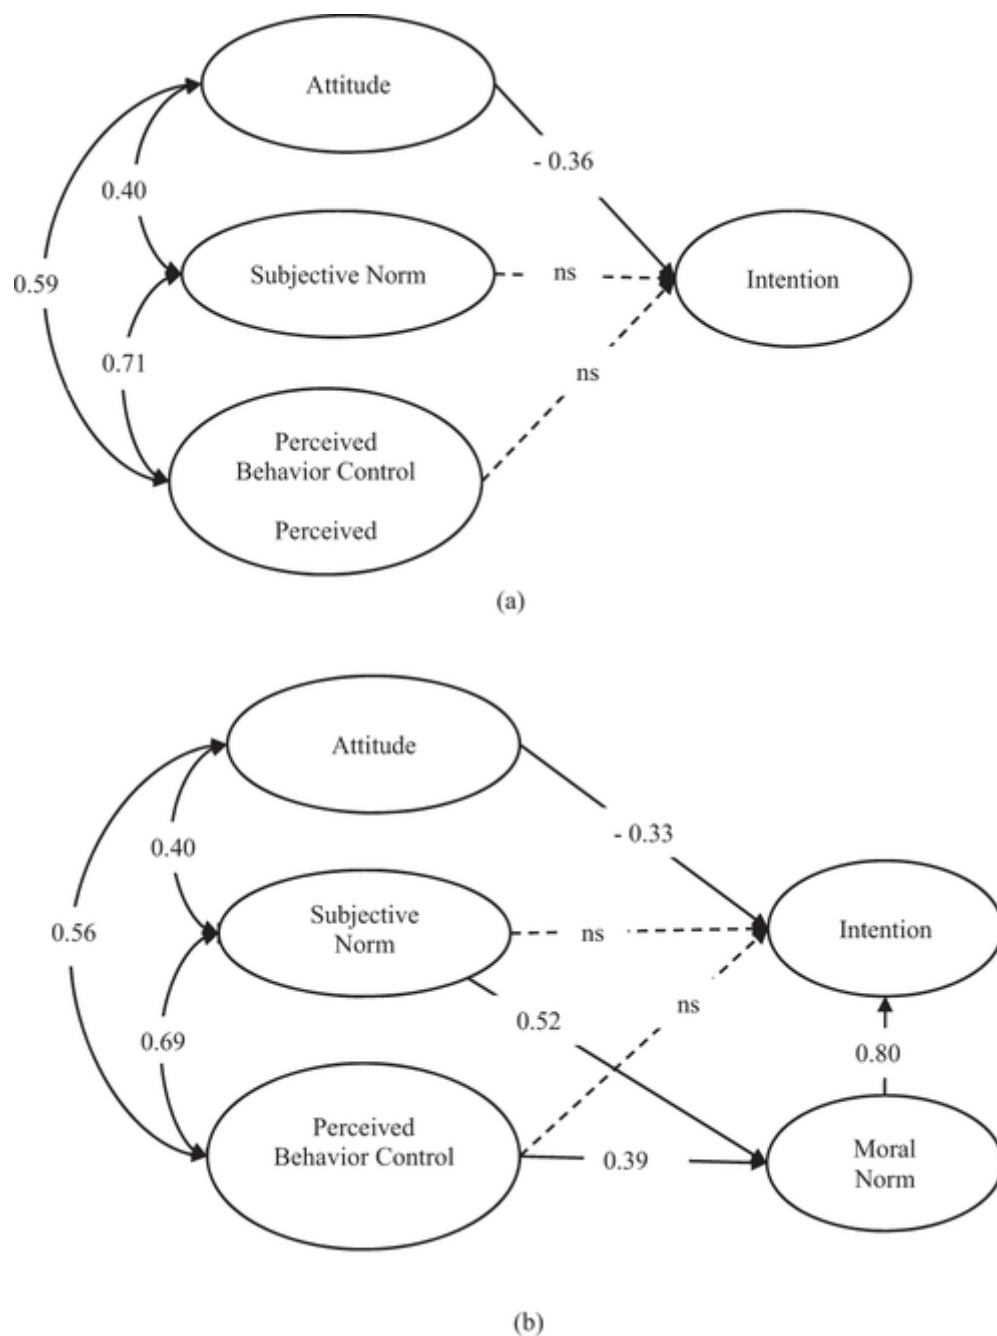 Attitude
- 0.36
0.40
Subjective Norm
ns
Intention
0.59
0.71
ns
Perceived
Behavior Control
Perceived
(a)
Attitude
- 0.33
0.40
Subjective
Norm
ns
Intention
0.56
ns
0.52
0.69
0.80
Perceived
Behavior Control
0.39
Moral
Norm
(b)